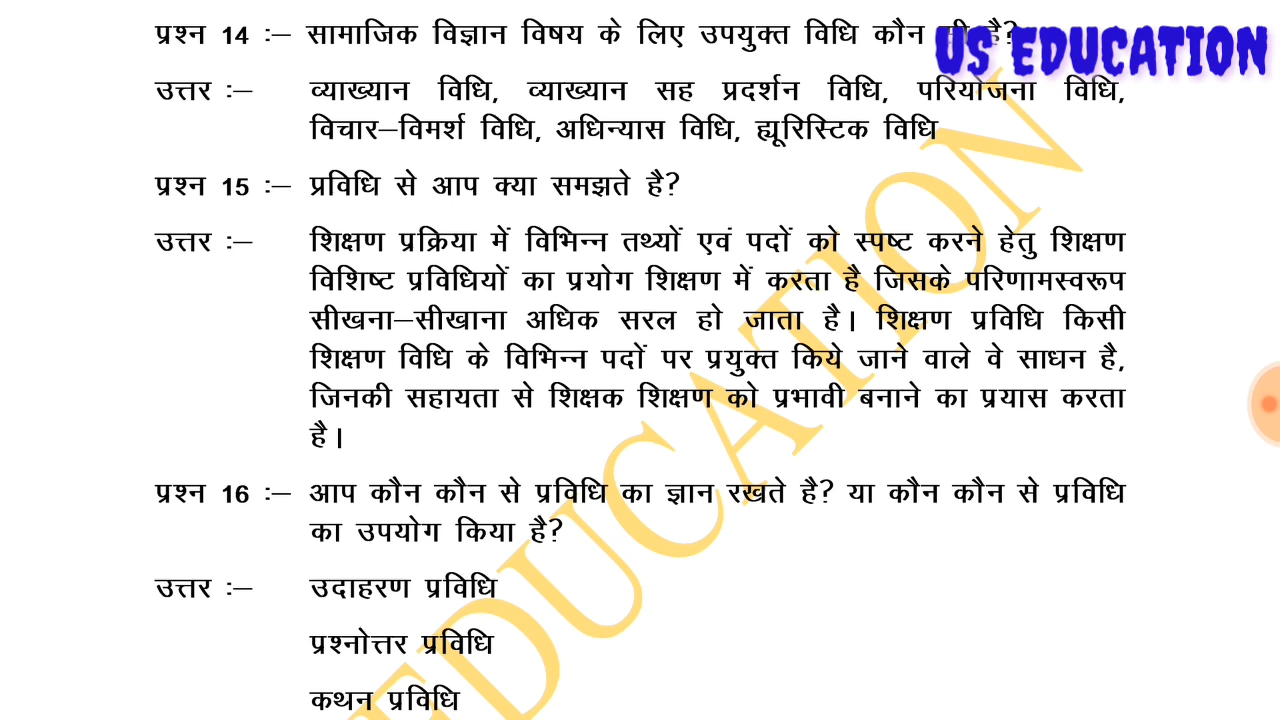 प्रश्न 14 :– सामाजिक विज्ञान विषय के लिए उपयुक्त विधि कौन सी है?
US EDUCATION
उत्तर :– व्याख्यान विधि, व्याख्यान सह प्रदर्शन विधि, परियोजना विधि,
विचार–विमर्श विधि, अधिन्यास विधि, ह्यूरिस्टिक विधि
प्रश्न 15 :– प्रविधि से आप क्या समझते है?
उत्तर :– शिक्षण प्रक्रिया में विभिन्न तथ्यों एवं पदों को स्पष्ट करने हेतु शिक्षण
विशिष्ट प्रविधियों का प्रयोग शिक्षण में करता है जिसके परिणामस्वरूप
सीखना–सीखाना अधिक सरल हो जाता है। शिक्षण प्रविधि किसी
शिक्षण विधि के विभिन्न पदों पर प्रयुक्त किये जाने वाले वे साधन है,
जिनकी सहायता से शिक्षक शिक्षण को प्रभावी बनाने का प्रयास करता
है।
प्रश्न 16 :– आप कौन कौन से प्रविधि का ज्ञान रखते है? या कौन कौन से प्रविधि
का उपयोग किया है?
उत्तर :– उदाहरण प्रविधि
प्रश्नोत्तर प्रविधि
कथन प्रविधि
EDUCATION